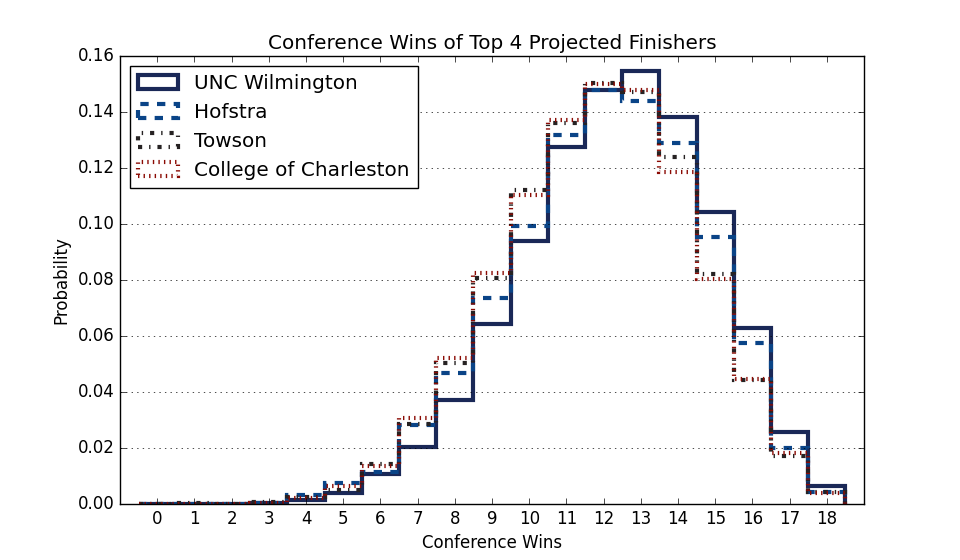 Conference Wins of Top 4 Projected Finishers
0.16
0.14
0.12
0.10
0.08
0.06
0.04
0.02
0.00
Probability
UNC Wilmington
Hofstra
Towson
College of Charleston
0 1 2 3 4 5 6 7 8 9 10 11 12 13 14 15 16 17 18
Conference Wins